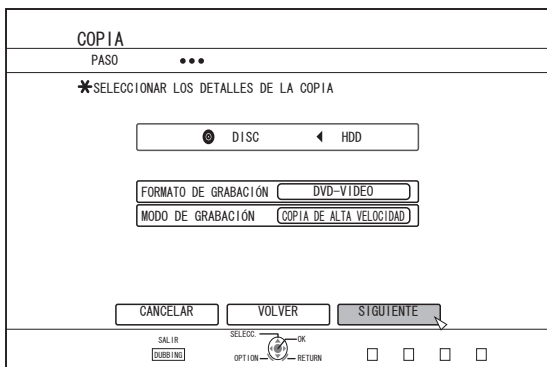 COPIA
PASO
SELECCIONAR LOS DETALLES DE LA COPIA
DISC HDD
FORMATO DE GRABACIÓN DVD-VIDEO
MODO DE GRABACIÓN COPIA DE ALTA VELOCIDAD
CANCELAR VOLVER SIGUIENTE
SALIR
DUBBING
SELECC. OK
OPTION RETURN